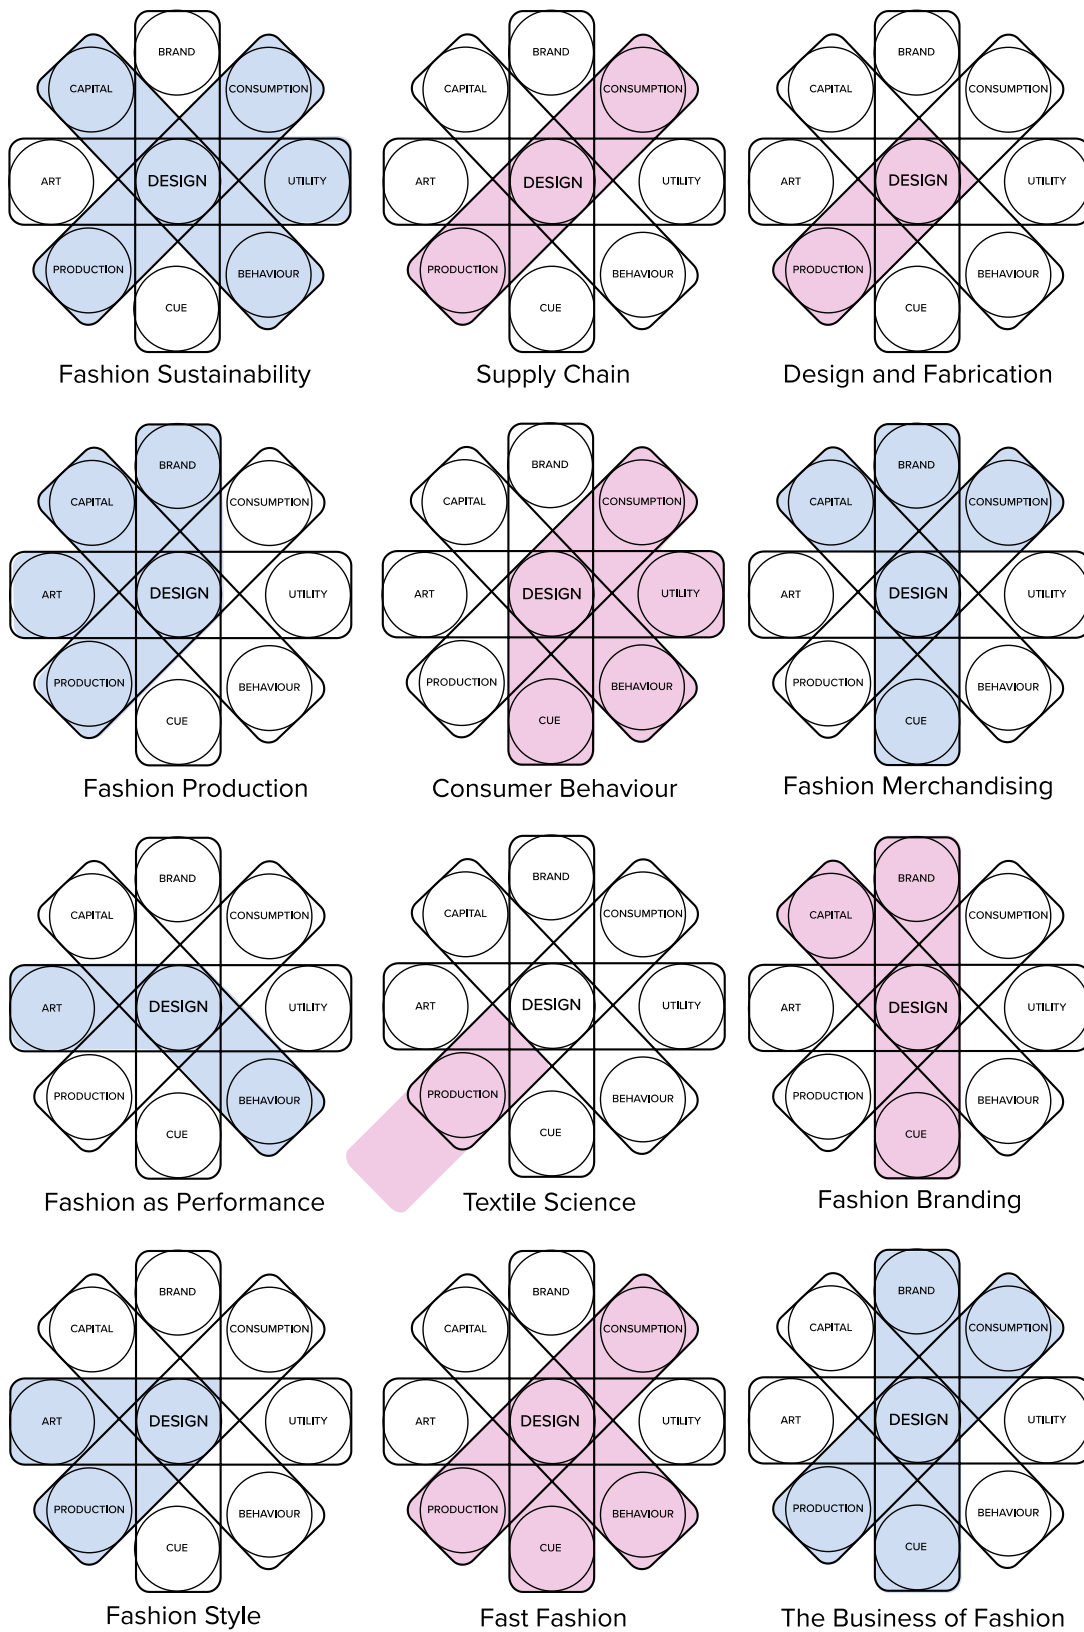 BRAND
CAPITAL
CONSUMPTION
ART
DESIGN
UTILITY
PRODUCTION
BEHAVIOUR
CUE
Fashion Sustainability
BRAND
CAPITAL
CONSUMPTION
ART
DESIGN
UTILITY
PRODUCTION
BEHAVIOUR
CUE
Supply Chain
BRAND
CAPITAL
CONSUMPTION
ART
DESIGN
UTILITY
PRODUCTION
BEHAVIOUR
CUE
Design and Fabrication
BRAND
CAPITAL
CONSUMPTION
ART
DESIGN
UTILITY
PRODUCTION
BEHAVIOUR
CUE
Fashion Production
BRAND
CAPITAL
CONSUMPTION
ART
DESIGN
UTILITY
PRODUCTION
BEHAVIOUR
CUE
Consumer Behaviour
BRAND
CAPITAL
CONSUMPTION
ART
DESIGN
UTILITY
PRODUCTION
BEHAVIOUR
CUE
Fashion Merchandising
BRAND
CAPITAL
CONSUMPTION
ART
DESIGN
UTILITY
PRODUCTION
BEHAVIOUR
CUE
Fashion as Performance
BRAND
CAPITAL
CONSUMPTION
ART
DESIGN
UTILITY
PRODUCTION
BEHAVIOUR
CUE
Textile Science
BRAND
CAPITAL
CONSUMPTION
ART
DESIGN
UTILITY
PRODUCTION
BEHAVIOUR
CUE
Fashion Branding
BRAND
CAPITAL
CONSUMPTION
ART
DESIGN
UTILITY
PRODUCTION
BEHAVIOUR
CUE
Fashion Style
BRAND
CAPITAL
CONSUMPTION
ART
DESIGN
UTILITY
PRODUCTION
BEHAVIOUR
CUE
Fast Fashion
BRAND
CAPITAL
CONSUMPTION
ART
DESIGN
UTILITY
PRODUCTION
BEHAVIOUR
CUE
The Business of Fashion